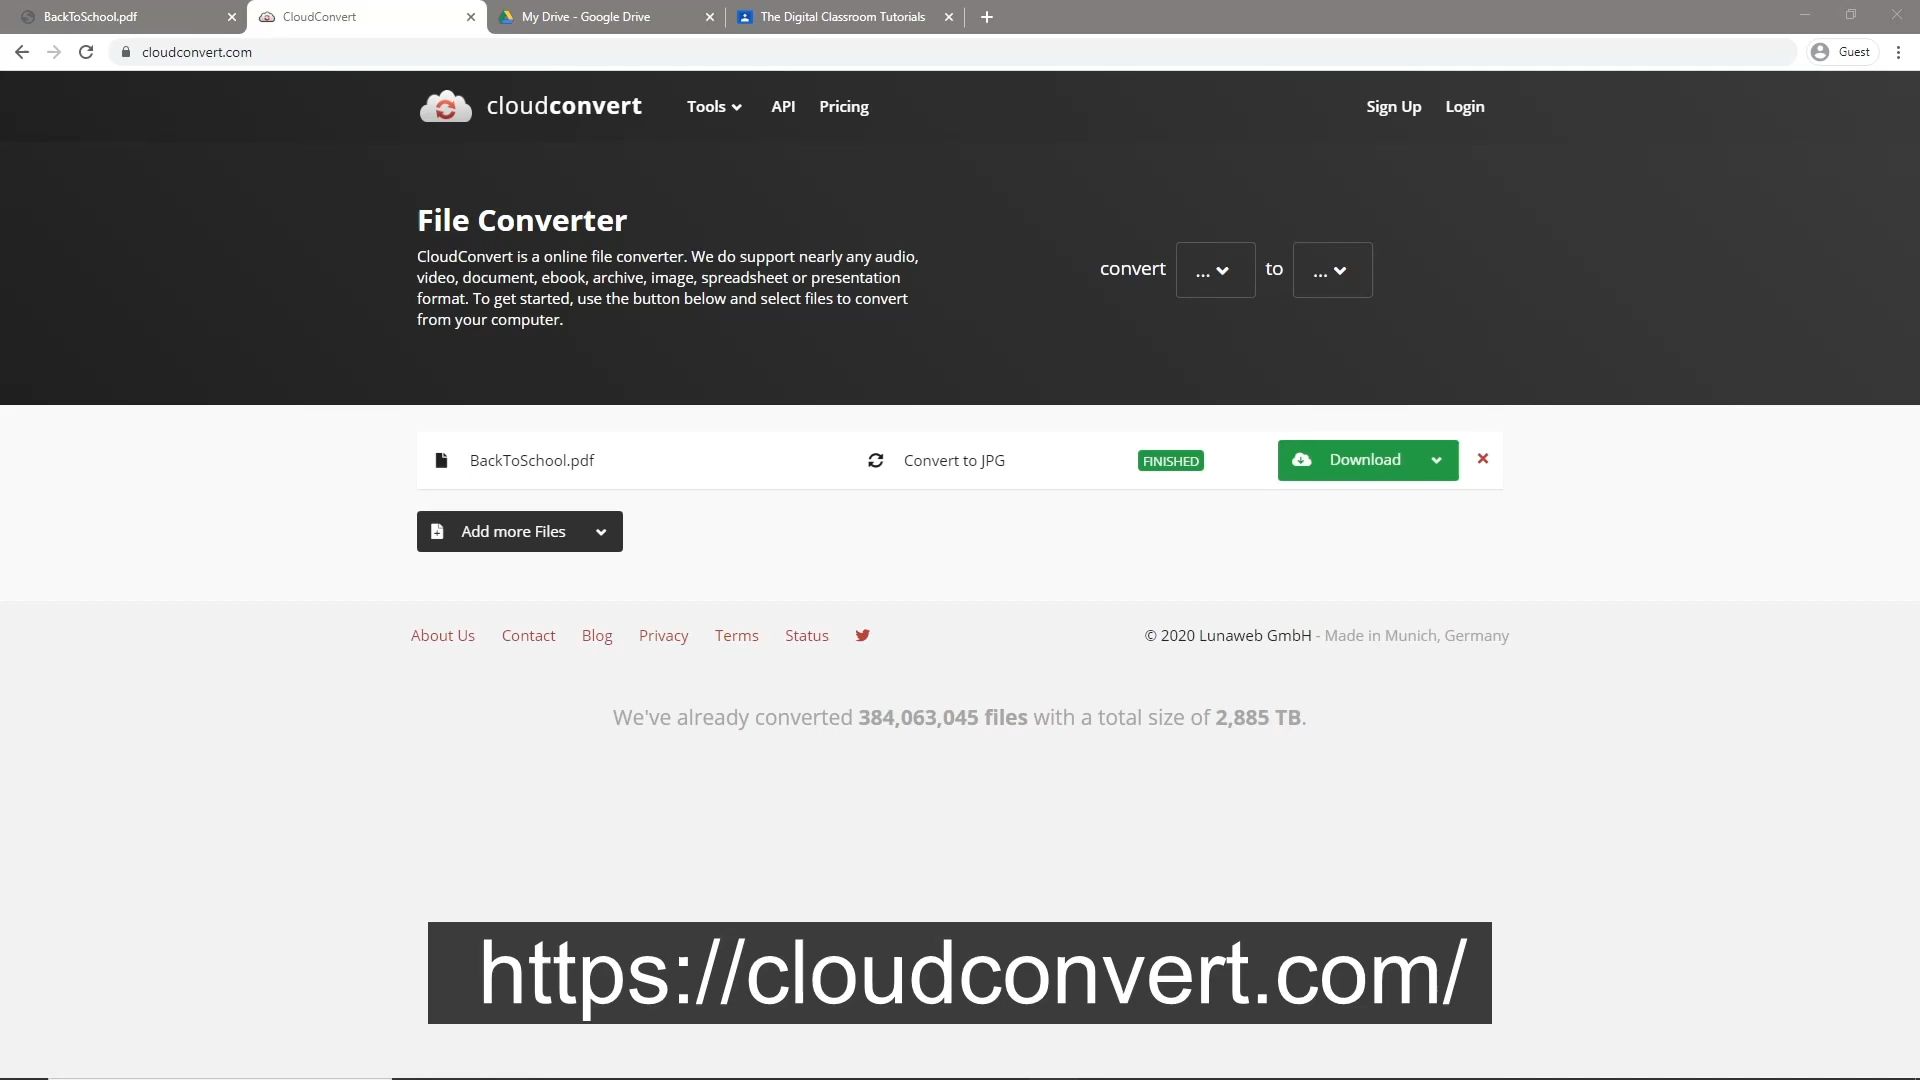 BackToSchool.pdf
CloudConvert
My Drive - Google Drive
The Digital Classroom Tutorials
cloudconvert.com
Guest
cloudconvert
Tools
API
Pricing
Sign Up
Login
File Converter
CloudConvert is a online file converter. We do support nearly any audio,
video, document, ebook, archive, image, spreadsheet or presentation
format. To get started, use the button below and select files to convert
from your computer.
convert ... to ...
BackToSchool.pdf
Convert to JPG
FINISHED
Download
Add more Files
About Us
Contact
Blog
Privacy
Terms
Status
© 2020 Lunaweb GmbH - Made in Munich, Germany
We've already converted 384,063,045 files with a total size of 2,885 TB.
https://cloudconvert.com/